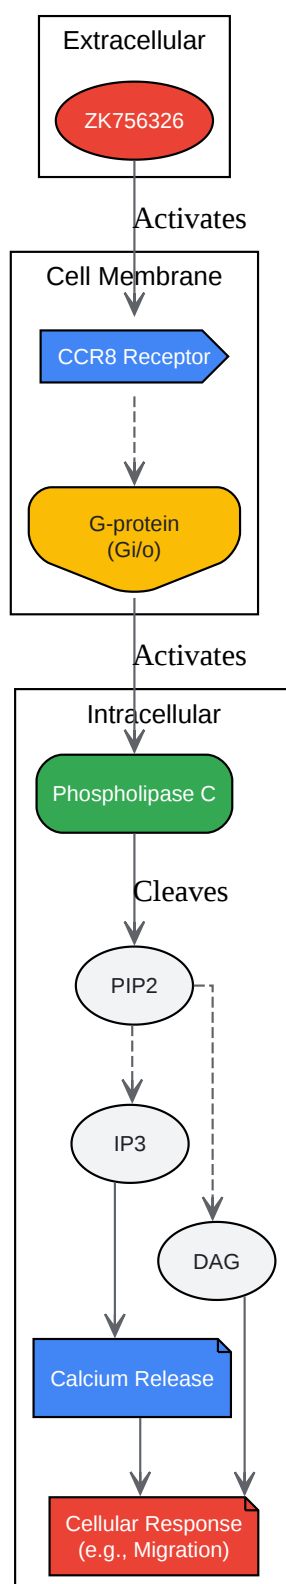 Extracellular
ZK756326
Activates
Cell Membrane
CCR8 Receptor
G-protein
(Gi/o)
Activates
Intracellular
Phospholipase C
Cleaves
PIP2
IP3
DAG
Calcium Release
Cellular Response
(e.g., Migration)